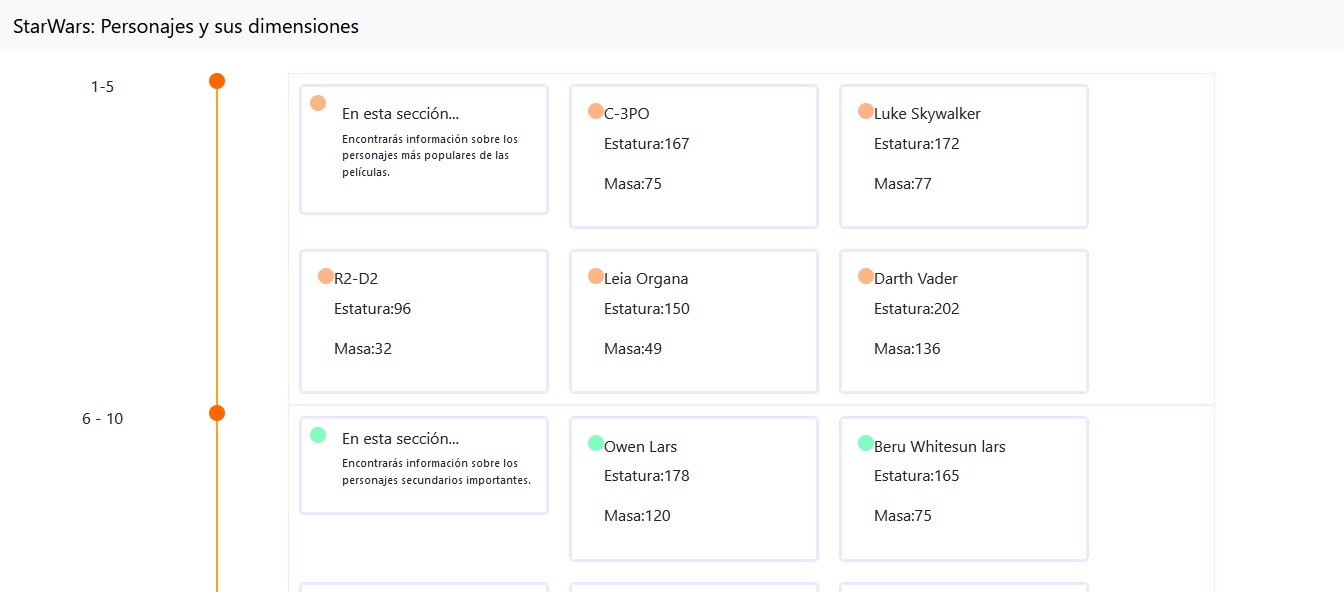 StarWars: Personajes y sus dimensiones
1-5
En esta sección...
Encontrarás información sobre los
personajes más populares de las
películas.
C-3PO
Estatura:167
Masa:75
Luke Skywalker
Estatura:172
Masa:77
R2-D2
Estatura:96
Masa:32
Leia Organa
Estatura:150
Masa:49
Darth Vader
Estatura:202
Masa:136
6 - 10
En esta sección...
Encontrarás información sobre los
personajes secundarios importantes.
Owen Lars
Estatura:178
Masa:120
Beru Whitesun lars
Estatura:165
Masa:75